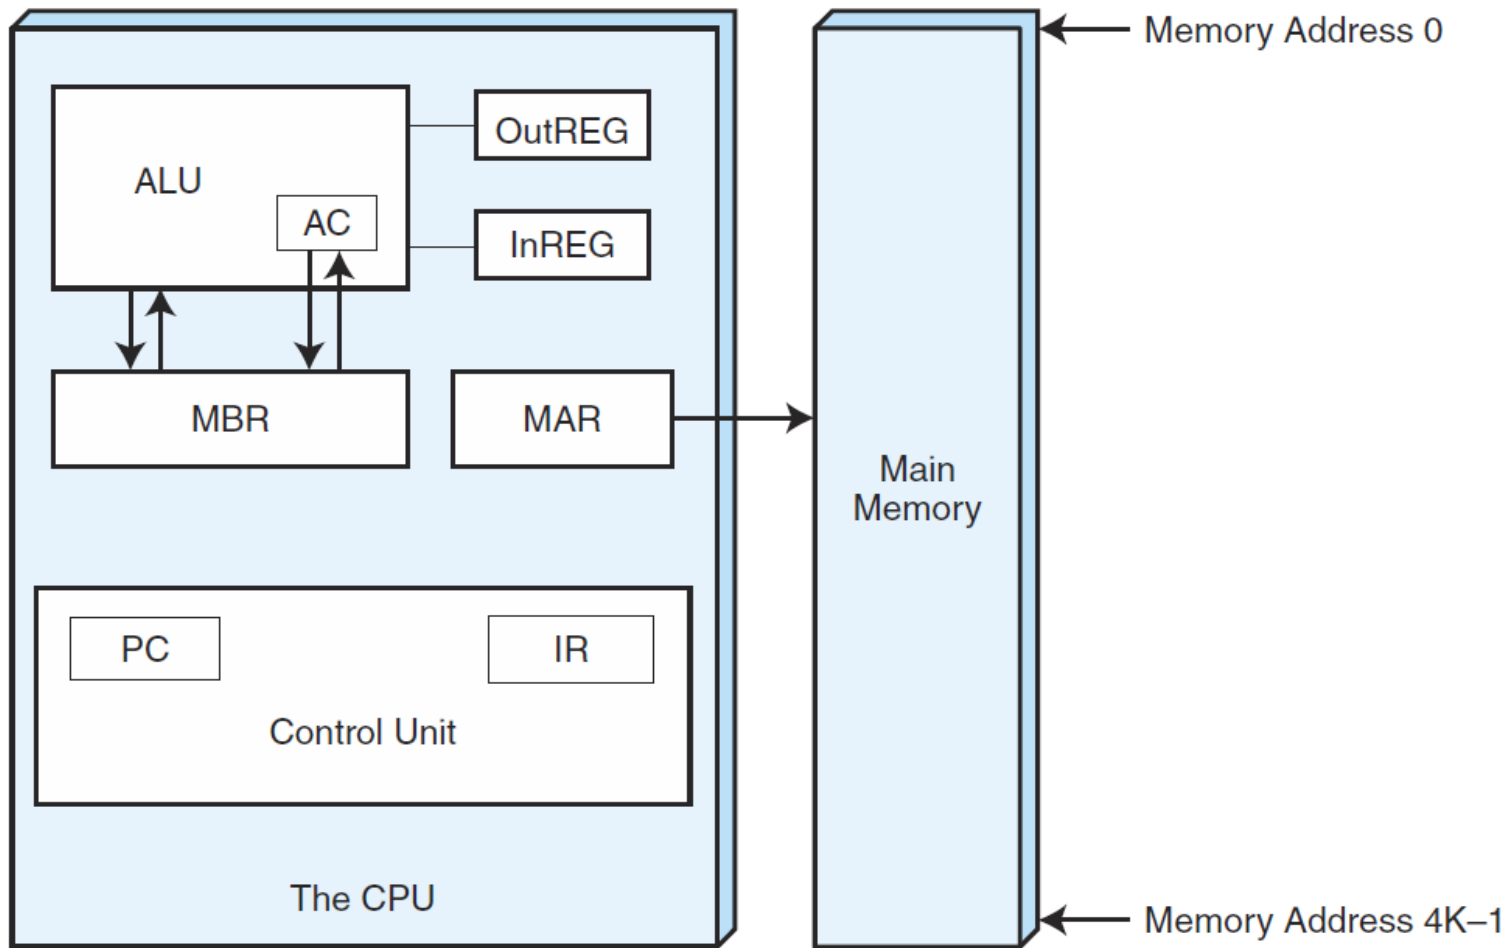 Memory Address 0
OutREG
ALU
AC
InREG
MBR
MAR
Main
Memory
PC
IR
Control Unit
The CPU
Memory Address 4K–1